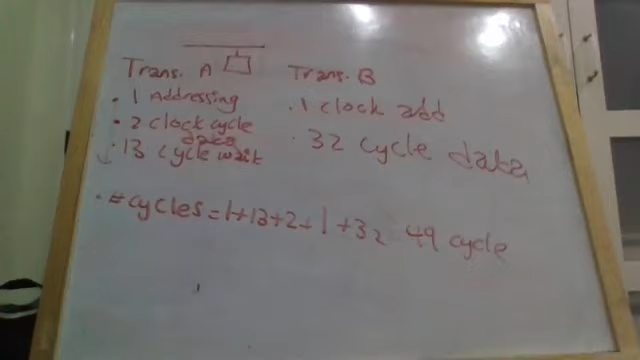 Trans. A
• 1 Addressing
• 2 clock cycle data
• 13 cycle wait
Trans. B
• 1 clock add
• 32 cycle data
• # cycles = 1+13+2+1+32 49 cycle